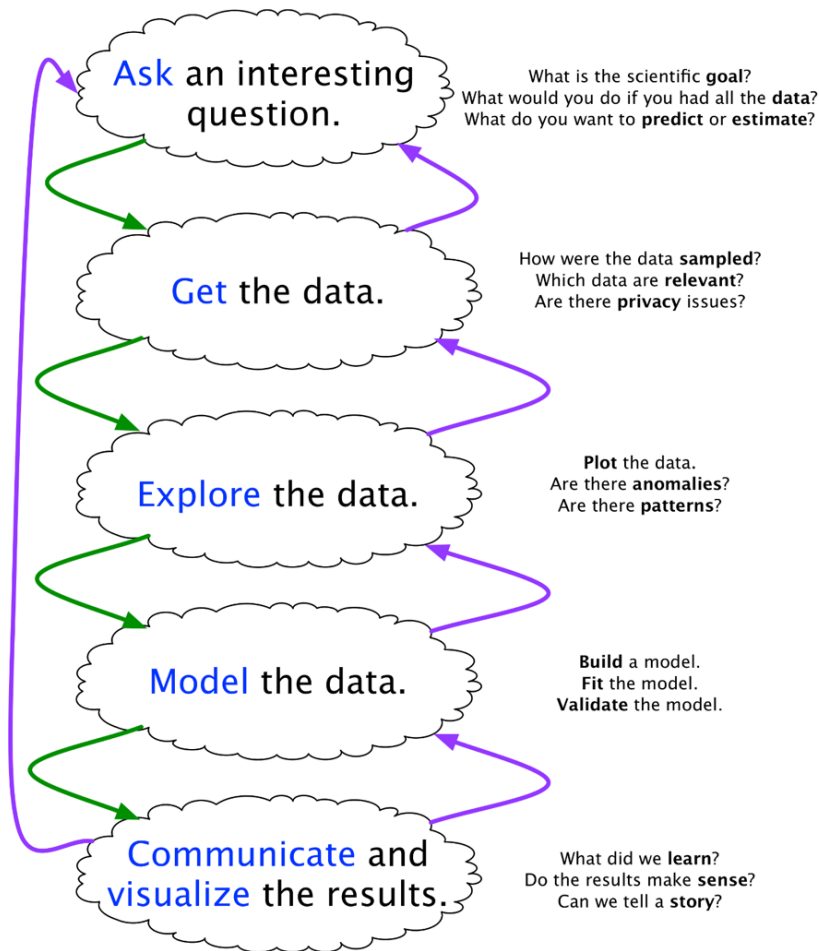 Ask an interesting
question.
What is the scientific goal?
What would you do if you had all the data?
What do you want to predict or estimate?
Get the data.
How were the data sampled?
Which data are relevant?
Are there privacy issues?
Explore the data.
Plot the data.
Are there anomalies?
Are there patterns?
Model the data.
Build a model.
Fit the model.
Validate the model.
Communicate and
visualize the results.
What did we learn?
Do the results make sense?
Can we tell a story?